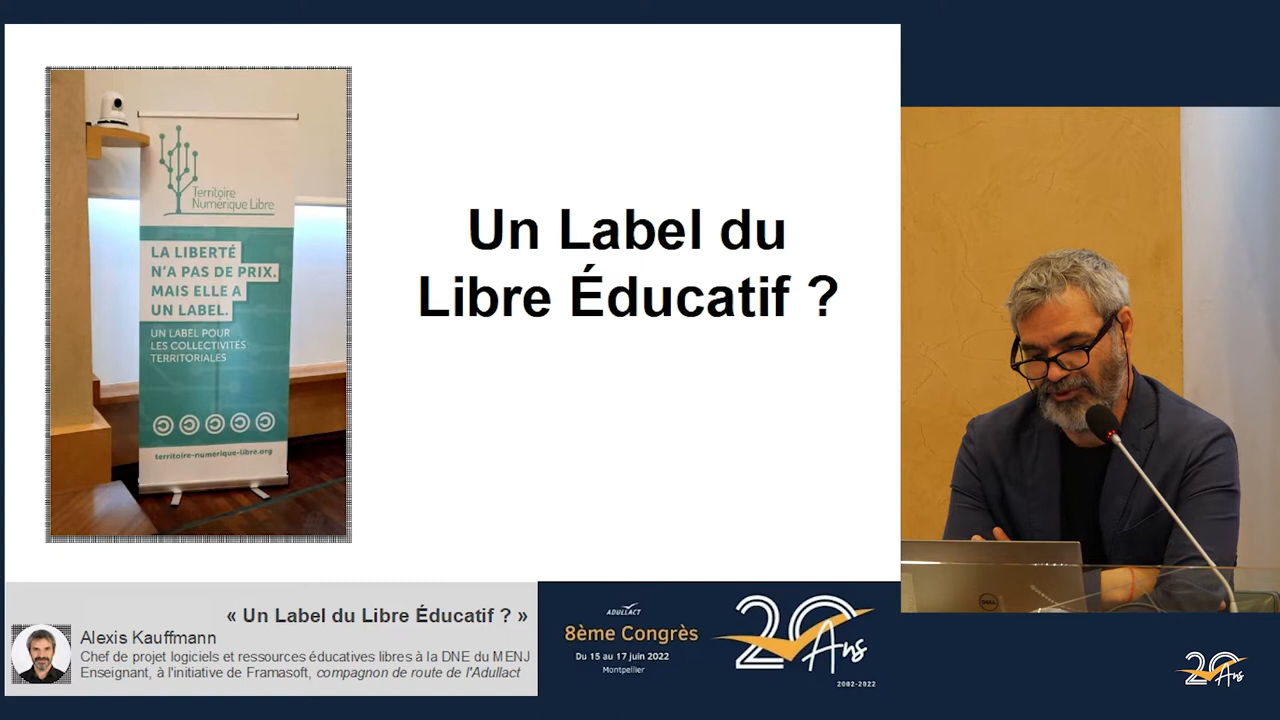 Territoire
Numérique Libre
LA LIBERTÉ
N'A PAS DE PRIX.
MAIS ELLE A
UN LABEL.
UN LABEL POUR
LES COLLECTIVITÉS
TERRITORIALES
territoire-numerique-libre.org
Un Label du
Libre Éducatif ?
« Un Label du Libre Éducatif ? »
Alexis Kauffmann
Chef de projet logiciels et ressources éducatives libres à la DNE du MENJ
Enseignant, à l'initiative de Framasoft, compagnon de route de l'Adullact
ADULLACT
8ème Congrès
Du 15 au 17 juin 2022
Montpellier
20 Ans
2002-2022
DELL
20 Ans